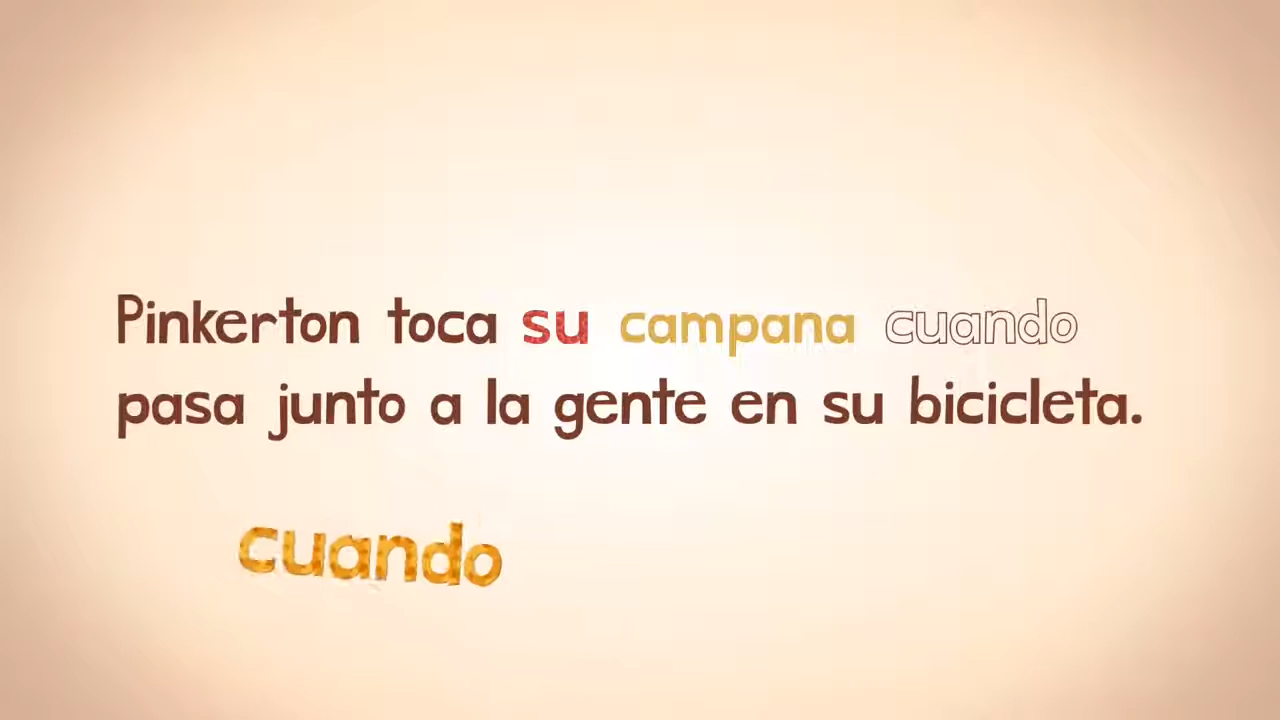 Pinkerton toca su campana cuando
pasa junto a la gente en su bicicleta.
cuando